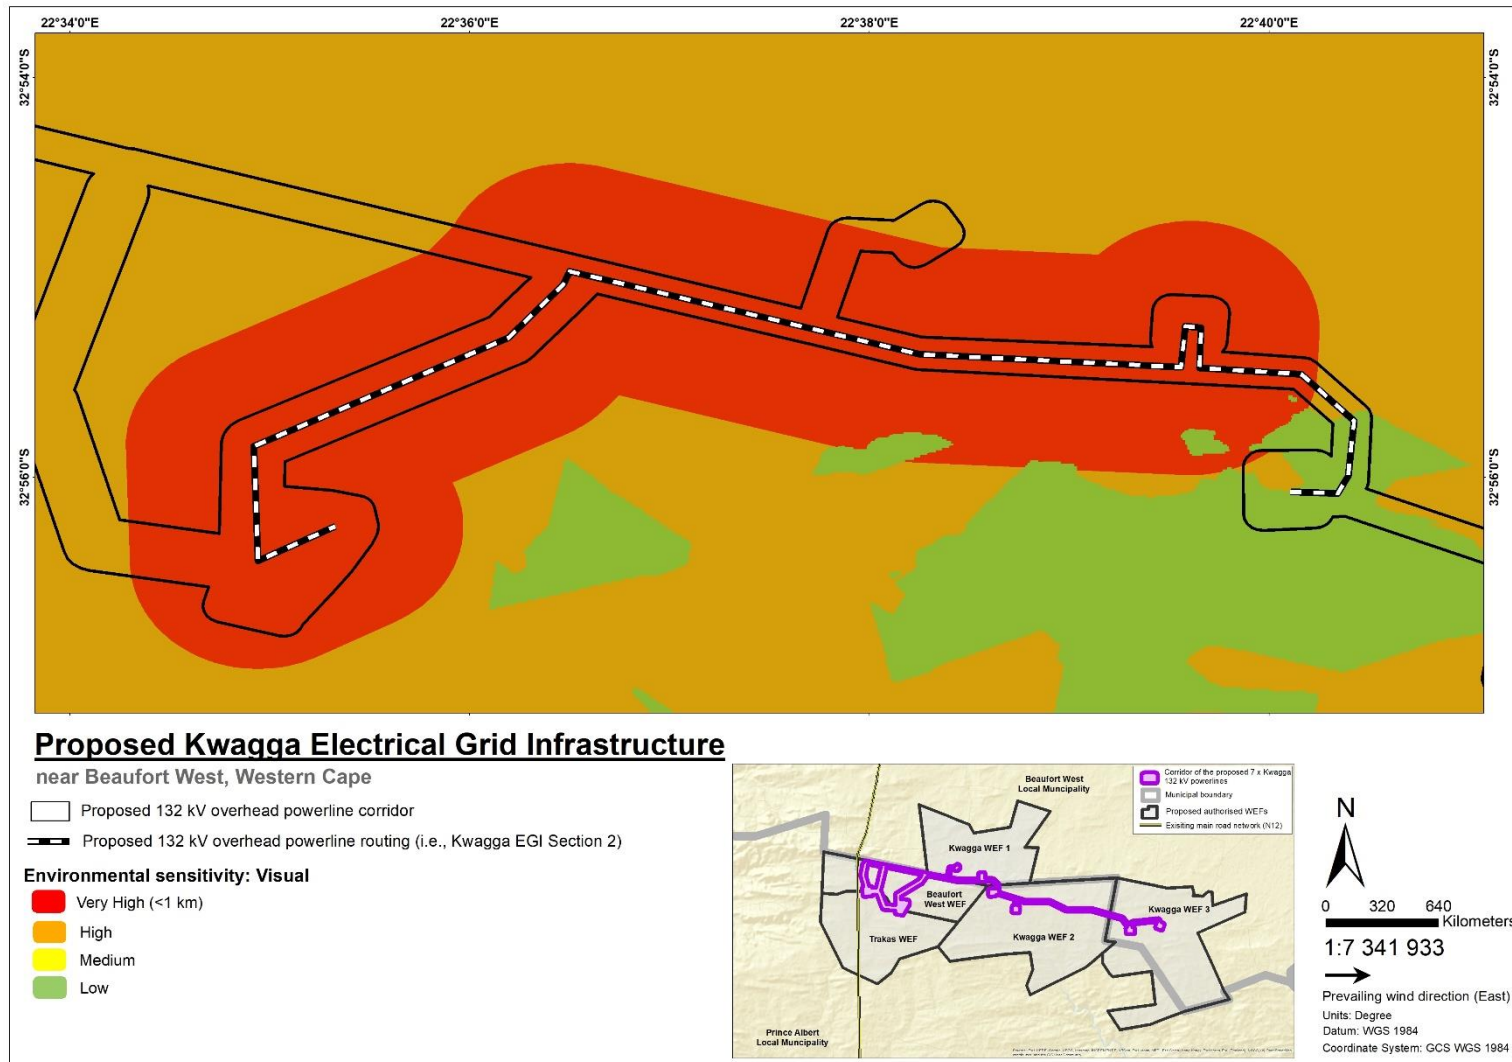 22°34'0"E 22°36'0"E 22°38'0"E 22°40'0"E
32°54'0"S 32°54'0"S
32°56'0"S 32°56'0"S
Proposed Kwagga Electrical Grid Infrastructure
near Beaufort West, Western Cape
Proposed 132 kV overhead powerline corridor
Proposed 132 kV overhead powerline routing (i.e., Kwagga EGI Section 2)
Environmental sensitivity: Visual
Very High (<1 km)
High
Medium
Low
Beaufort West
Local Muncipality
Corridor of the proposed 7 x Kwagga
132 kV powerlines
Municipal boundary
Proposed authorised WEFs
Exisiting main road network (N12)
Kwagga WEF 1
Beaufort
West WEF
Kwagga WEF 3
Trakas WEF
Kwagga WEF 2
Prince Albert
Local Muncipality
N
0 320 640
Kilometers
1:7 341 933
Prevailing wind direction (East)
Units: Degree
Datum: WGS 1984
Coordinate System: GCS WGS 1984